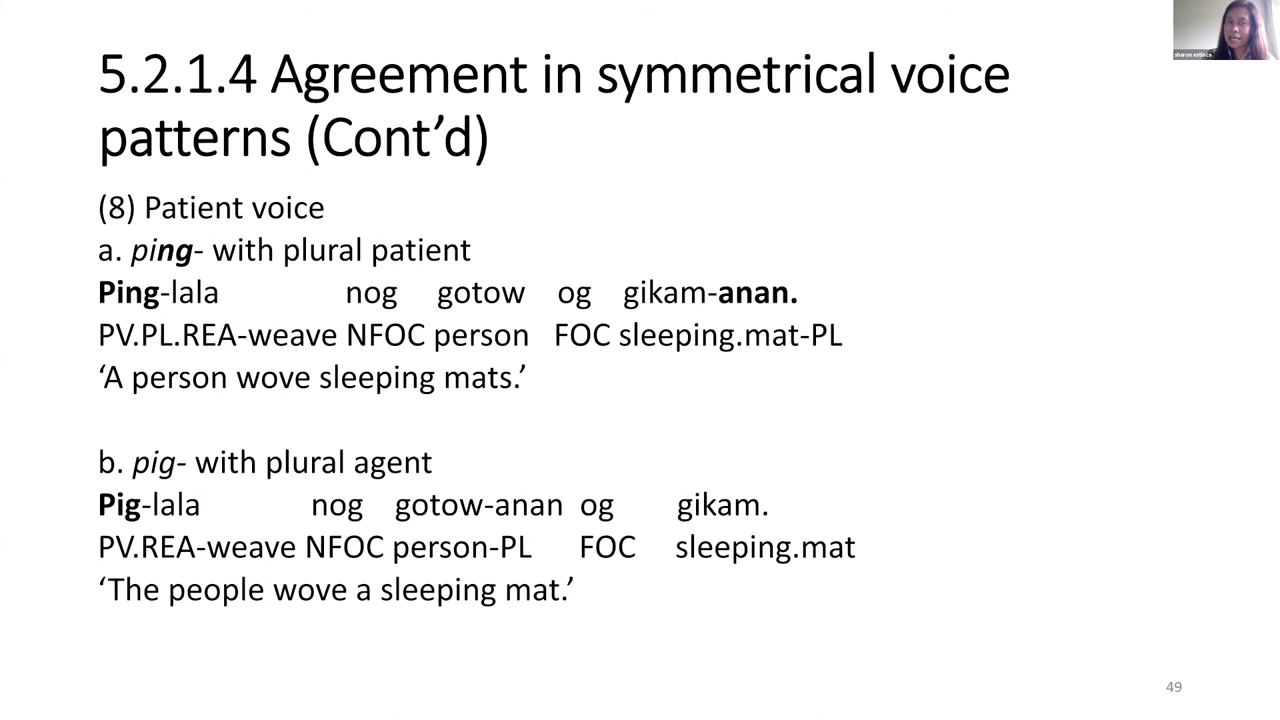 sharon estioca
5.2.1.4 Agreement in symmetrical voice
patterns (Cont’d)
(8) Patient voice
a. ping- with plural patient
Ping-lala nog gotow og gikam-anan.
PV.PL.REA-weave NFOC person FOC sleeping.mat-PL
‘A person wove sleeping mats.’
b. pig- with plural agent
Pig-lala nog gotow-anan og gikam.
PV.REA-weave NFOC person-PL FOC sleeping.mat
‘The people wove a sleeping mat.’
49